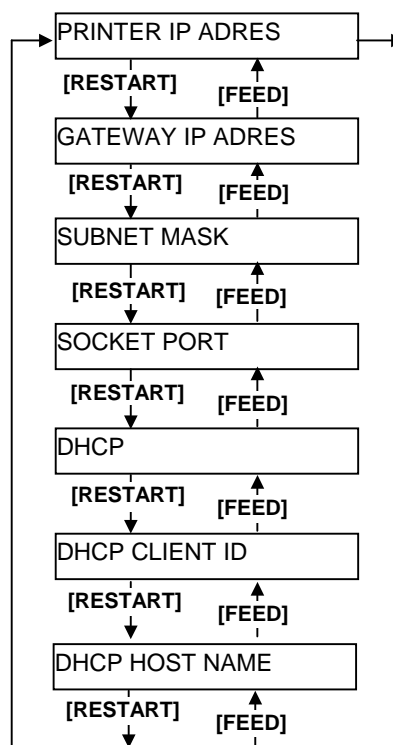 PRINTER IP ADRES
[RESTART] [FEED]
GATEWAY IP ADRES
[RESTART] [FEED]
SUBNET MASK
[RESTART] [FEED]
SOCKET PORT
[RESTART] [FEED]
DHCP
[RESTART] [FEED]
DHCP CLIENT ID
[RESTART] [FEED]
DHCP HOST NAME
[RESTART] [FEED]